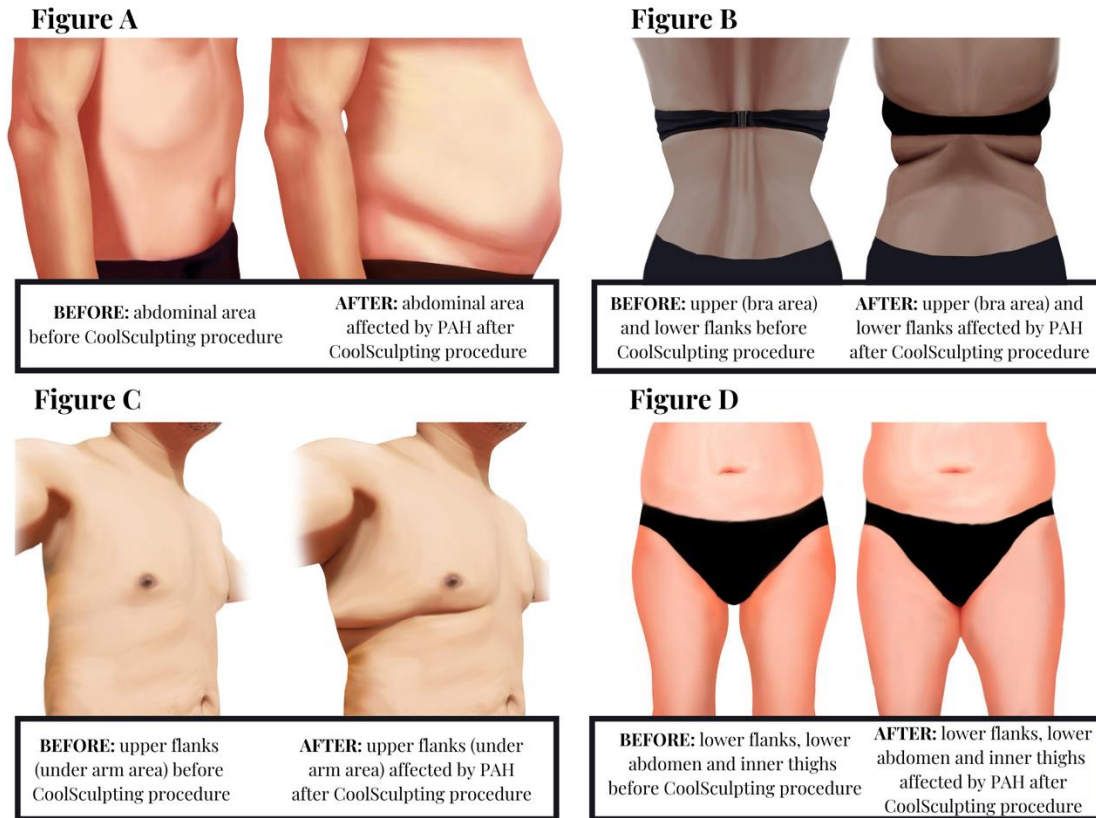 Figure A
BEFORE: abdominal area
before CoolSculpting procedure
AFTER: abdominal area
affected by PAH after
CoolSculpting procedure
Figure B
BEFORE: upper (bra area)
and lower flanks before
CoolSculpting procedure
AFTER: upper (bra area) and
lower flanks affected by PAH
after CoolSculpting procedure
Figure C
BEFORE: upper flanks
(under arm area) before
CoolSculpting procedure
AFTER: upper flanks (under
arm area) affected by PAH
after CoolSculpting procedure
Figure D
BEFORE: lower flanks, lower
abdomen and inner thighs
before CoolSculpting procedure
AFTER: lower flanks, lower
abdomen and inner thighs
affected by PAH after
CoolSculpting procedure